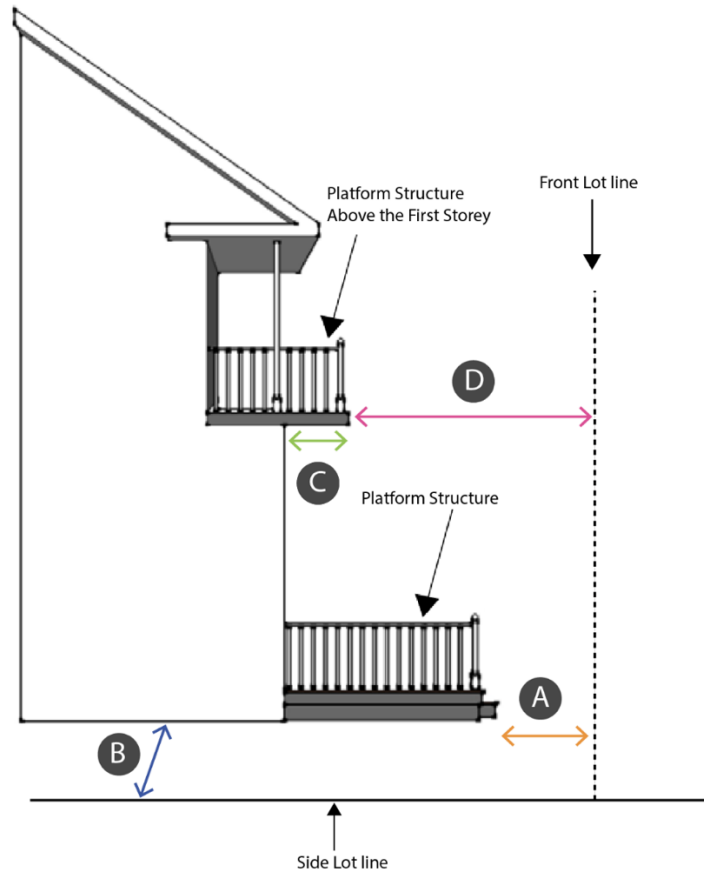 Platform Structure
Above the First Storey
Front Lot line
D
C
Platform Structure
A
B
Side Lot line